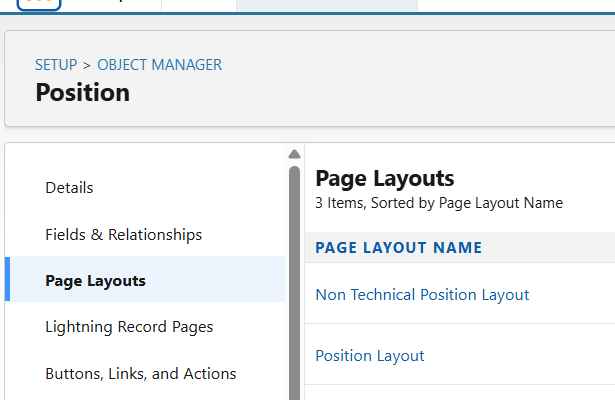 SETUP > OBJECT MANAGER
Position
Details
Fields & Relationships
Page Layouts
Lightning Record Pages
Buttons, Links, and Actions
Page Layouts
3 Items, Sorted by Page Layout Name
PAGE LAYOUT NAME
Non Technical Position Layout
Position Layout